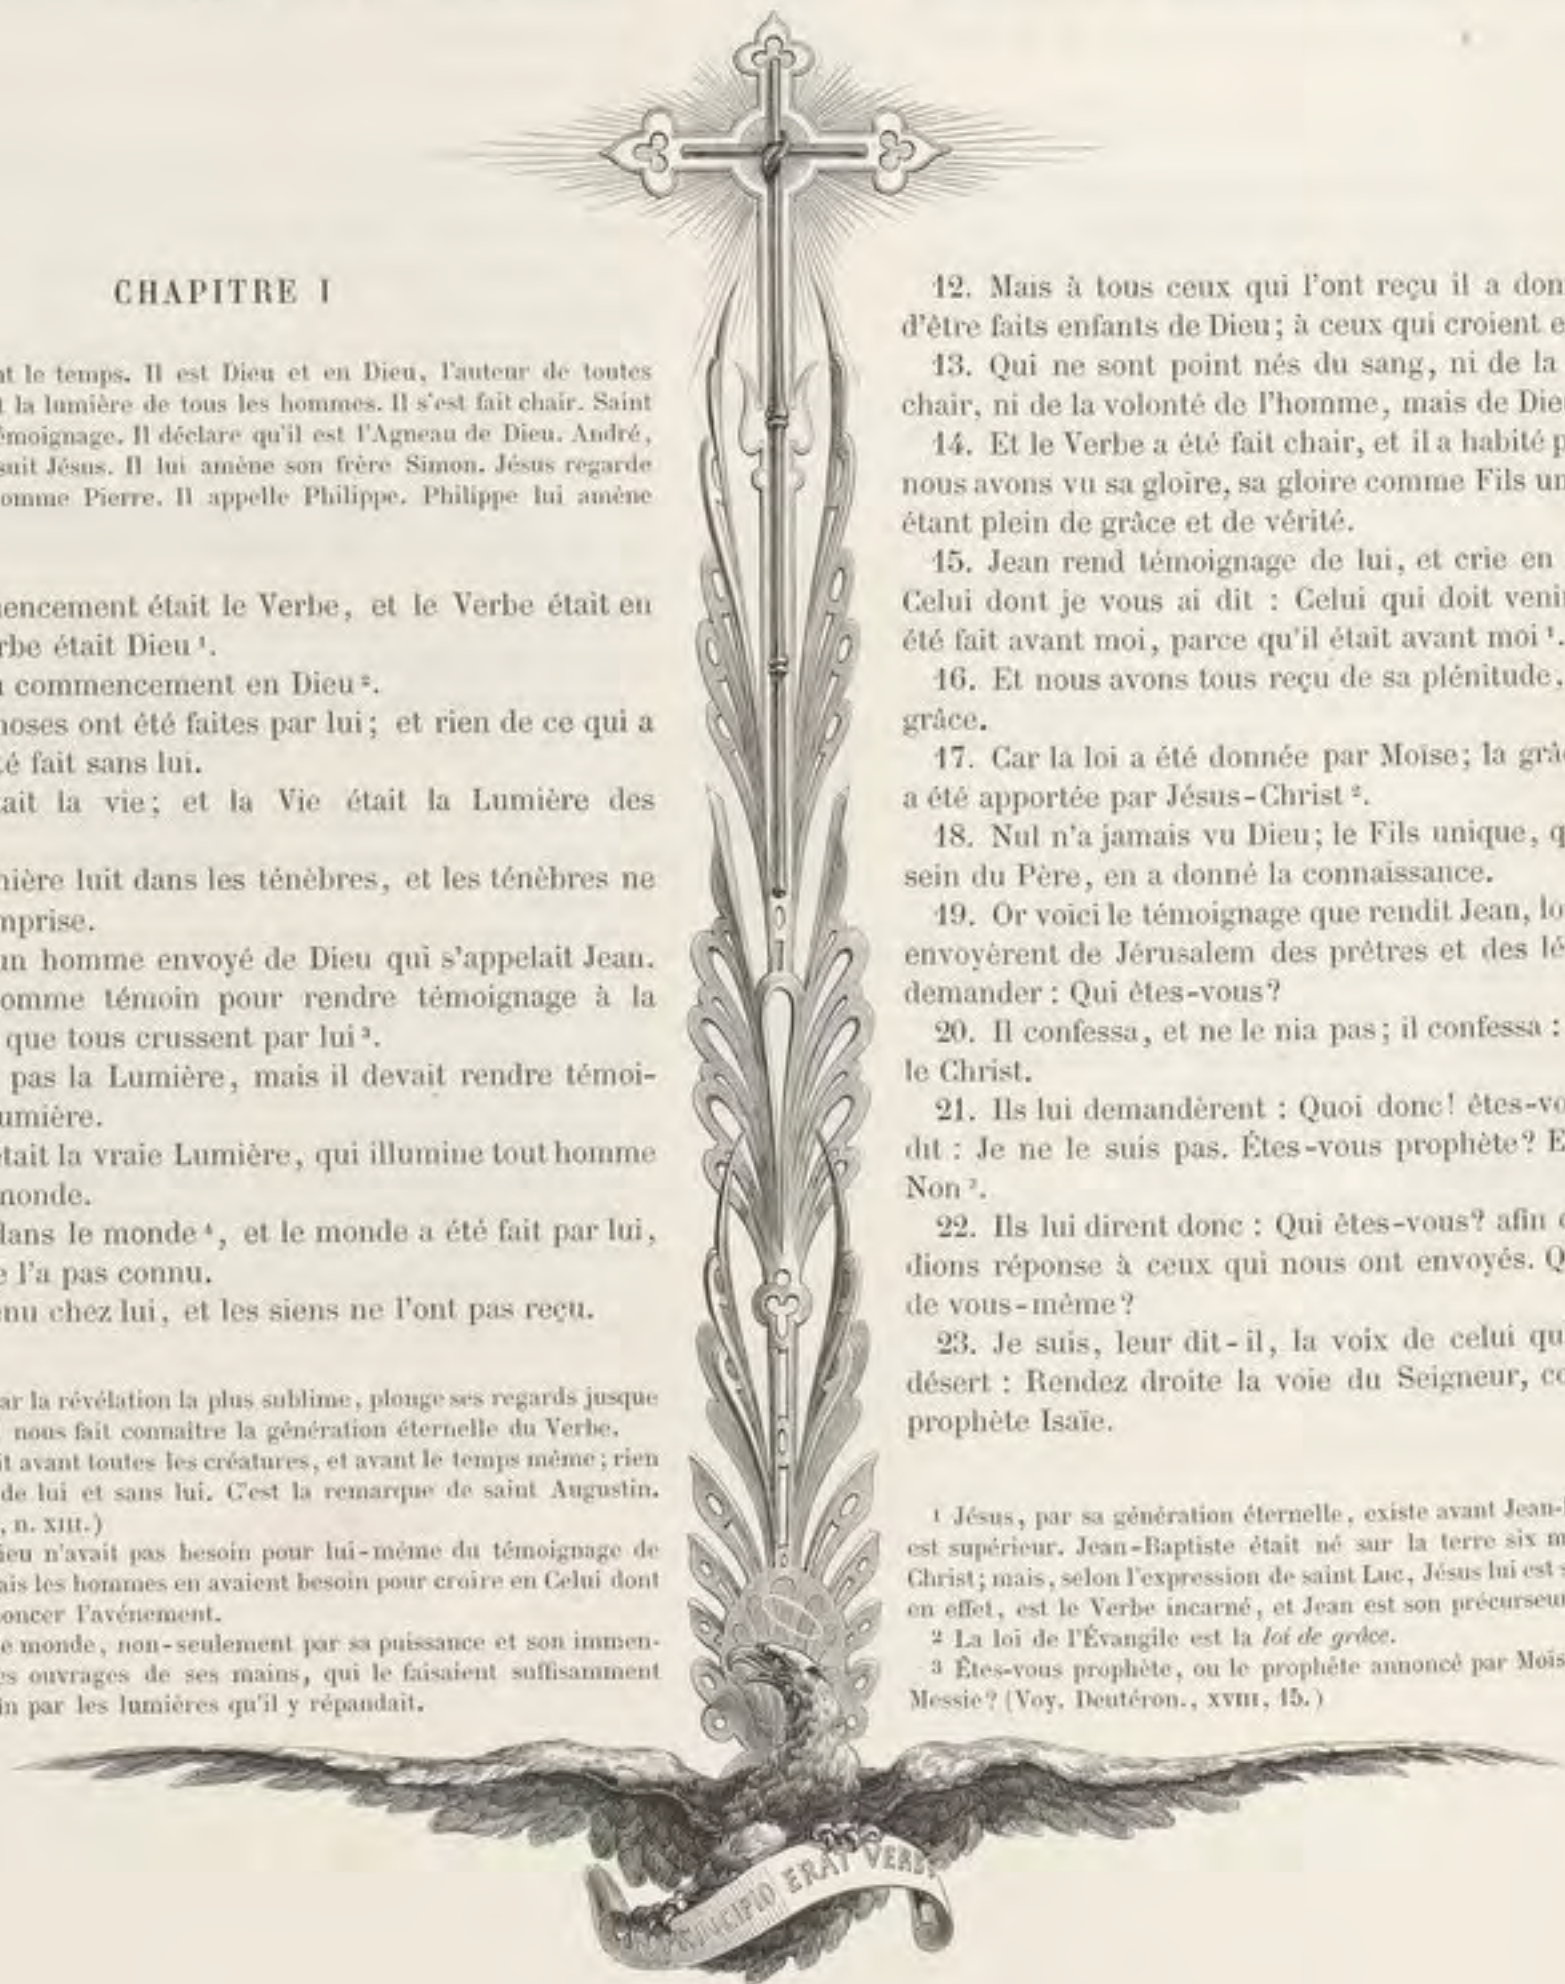 CHAPITRE I
nt le temps. Il est Dieu et en Dieu, l'auteur de toutes
t la lumière de tous les hommes. Il s'est fait chair. Saint
émoignage. Il déclare qu'il est l'Agneau de Dieu. André,
suit Jésus. Il lui amène son frère Simon. Jésus regarde
omme Pierre. Il appelle Philippe. Philippe lui amène
encement était le Verbe, et le Verbe était en
rbe était Dieu ¹.
u commencement en Dieu ².
hoses ont été faites par lui; et rien de ce qui a
té fait sans lui.
tait la vie; et la Vie était la Lumière des
nière luit dans les ténèbres, et les ténèbres ne
mprise.
un homme envoyé de Dieu qui s'appelait Jean.
omme témoin pour rendre témoignage à la
que tous crussent par lui ³.
pas la Lumière, mais il devait rendre témoi-
umière.
était la vraie Lumière, qui illumine tout homme
monde.
dans le monde ⁴, et le monde a été fait par lui,
e l'a pas connu.
enu chez lui, et les siens ne l'ont pas reçu.
ar la révélation la plus sublime, plonge ses regards jusque
nous fait connaître la génération éternelle du Verbe.
it avant toutes les créatures, et avant le temps même; rien
de lui et sans lui. C'est la remarque de saint Augustin.
, n. XIII.)
ieu n'avait pas besoin pour lui-même du témoignage de
ais les hommes en avaient besoin pour croire en Celui dont
oncer l'avénement.
e monde, non-seulement par sa puissance et son immen-
es ouvrages de ses mains, qui le faisaient suffisamment
in par les lumières qu'il y répandait.
12. Mais à tous ceux qui l'ont reçu il a don
d'être faits enfants de Dieu; à ceux qui croient e
13. Qui ne sont point nés du sang, ni de la
chair, ni de la volonté de l'homme, mais de Die
14. Et le Verbe a été fait chair, et il a habité p
nous avons vu sa gloire, sa gloire comme Fils un
étant plein de grâce et de vérité.
15. Jean rend témoignage de lui, et crie en
Celui dont je vous ai dit : Celui qui doit veni
été fait avant moi, parce qu'il était avant moi ¹.
16. Et nous avons tous reçu de sa plénitude,
grâce.
17. Car la loi a été donnée par Moïse; la grâ
a été apportée par Jésus-Christ ².
18. Nul n'a jamais vu Dieu; le Fils unique, q
sein du Père, en a donné la connaissance.
19. Or voici le témoignage que rendit Jean, lo
envoyèrent de Jérusalem des prêtres et des lé
demander : Qui êtes-vous?
20. Il confessa, et ne le nia pas; il confessa :
le Christ.
21. Ils lui demandèrent : Quoi donc! êtes-vo
dit : Je ne le suis pas. Êtes-vous prophète? E
Non ³.
22. Ils lui dirent donc : Qui êtes-vous? afin
dions réponse à ceux qui nous ont envoyés. Q
de vous-même?
23. Je suis, leur dit-il, la voix de celui qu
désert : Rendez droite la voie du Seigneur, co
prophète Isaïe.
¹ Jésus, par sa génération éternelle, existe avant Jean-
est supérieur. Jean-Baptiste était né sur la terre six m
Christ; mais, selon l'expression de saint Luc, Jésus lui est
en effet, est le Verbe incarné, et Jean est son précurseur
² La loi de l'Évangile est la loi de grâce.
³ Êtes-vous prophète, ou le prophète annoncé par Moïs
Messie? (Voy. Deutéron., XVIII, 15.)
PRINCIPIO ERAT VERB